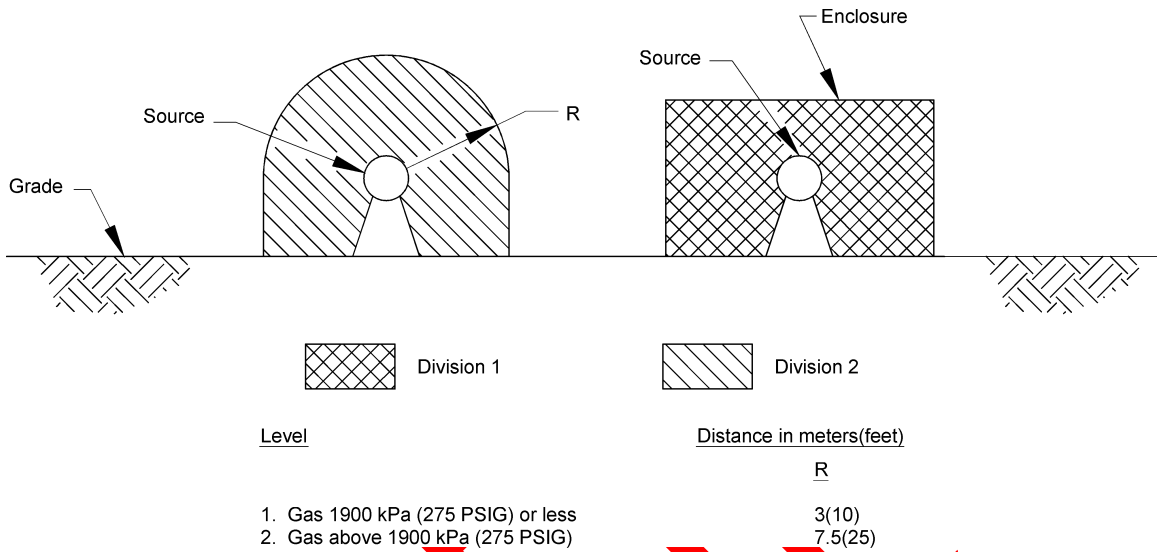 Enclosure
Source
Source
R
Grade
Division 1
Division 2
Level
Distance in meters(feet)
R
1. Gas 1900 kPa (275 PSIG) or less
3(10)
2. Gas above 1900 kPa (275 PSIG)
7.5(25)